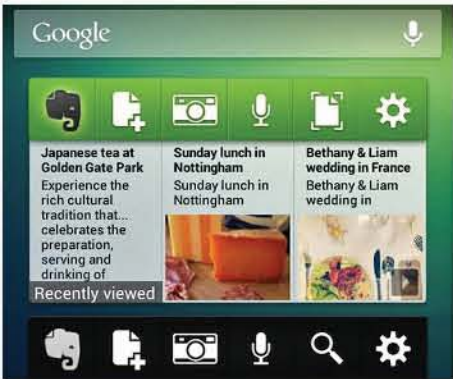 Google
Japanese tea at
Golden Gate Park
Experience the
rich cultural
tradition that...
celebrates the
preparation,
serving and
drinking of
Recently viewed
Sunday lunch in
Nottingham
Sunday lunch in
Nottingham
Bethany & Liam
wedding in France
Bethany & Liam
wedding in